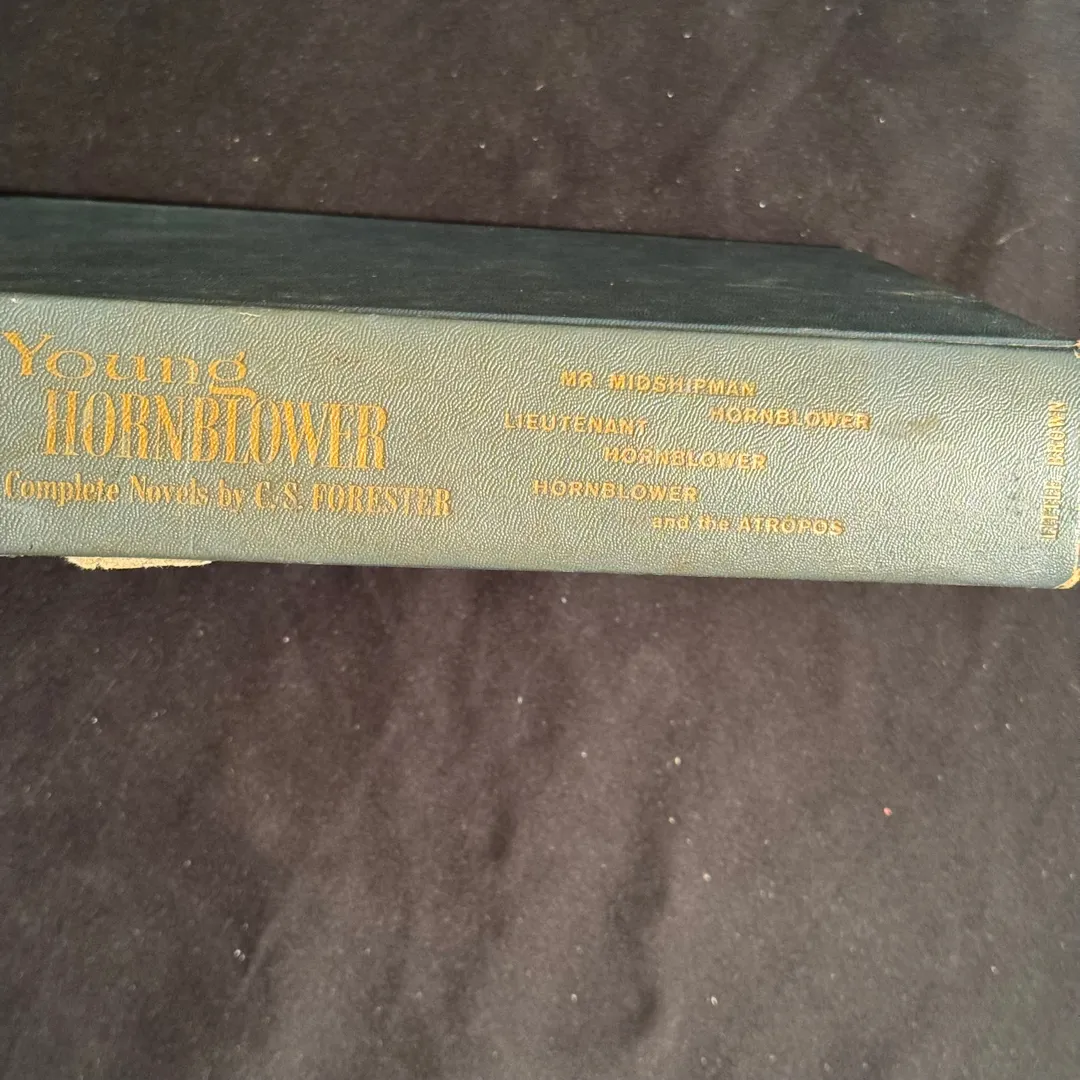 Young
HORNBLOWER
Complete Novels by C. S. FORESTER
MR. MIDSHIPMAN
HORNBLOWER
LIEUTENANT
HORNBLOWER
HORNBLOWER
and the ATROPOS
LITTLE, BROWN